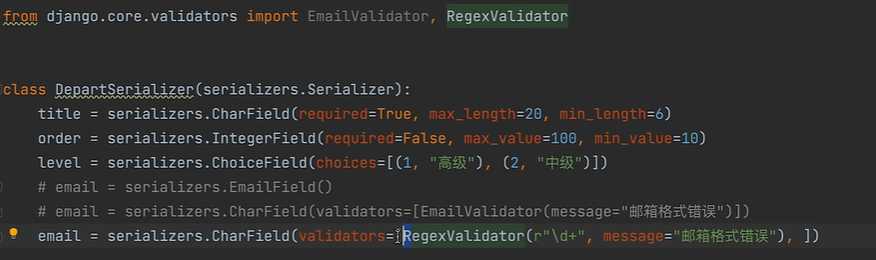 from django.core.validators import EmailValidator, RegexValidator
class DepartSerializer(serializers.Serializer):
title = serializers.CharField(required=True, max_length=20, min_length=6)
order = serializers.IntegerField(required=False, max_value=100, min_value=10)
level = serializers.ChoiceField(choices=[(1, "高级"), (2, "中级")])
# email = serializers.EmailField()
# email = serializers.CharField(validators=[EmailValidator(message="邮箱格式错误")])
email = serializers.CharField(validators=[RegexValidator(r"\d+", message="邮箱格式错误"), ])